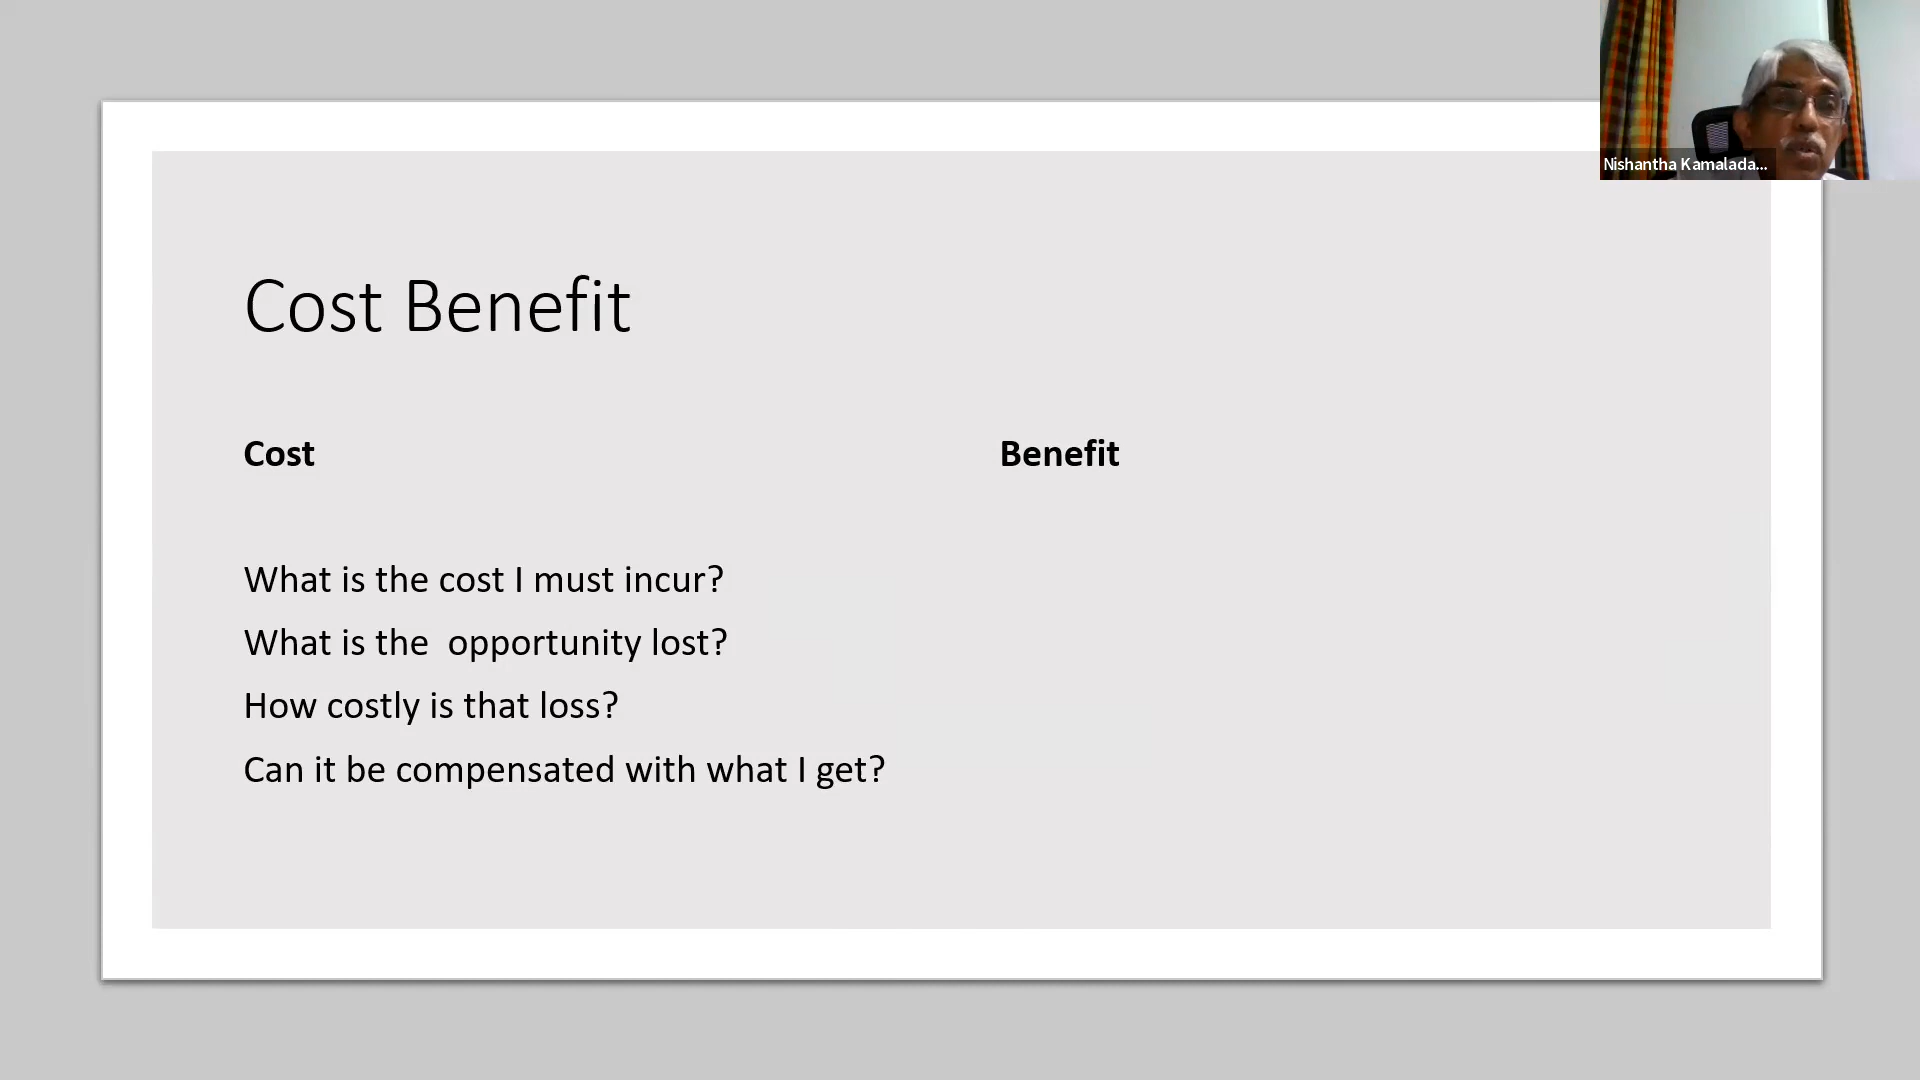 Nishantha Kamalada...
Cost Benefit
Cost
Benefit
What is the cost I must incur?
What is the  opportunity lost?
How costly is that loss?
Can it be compensated with what I get?